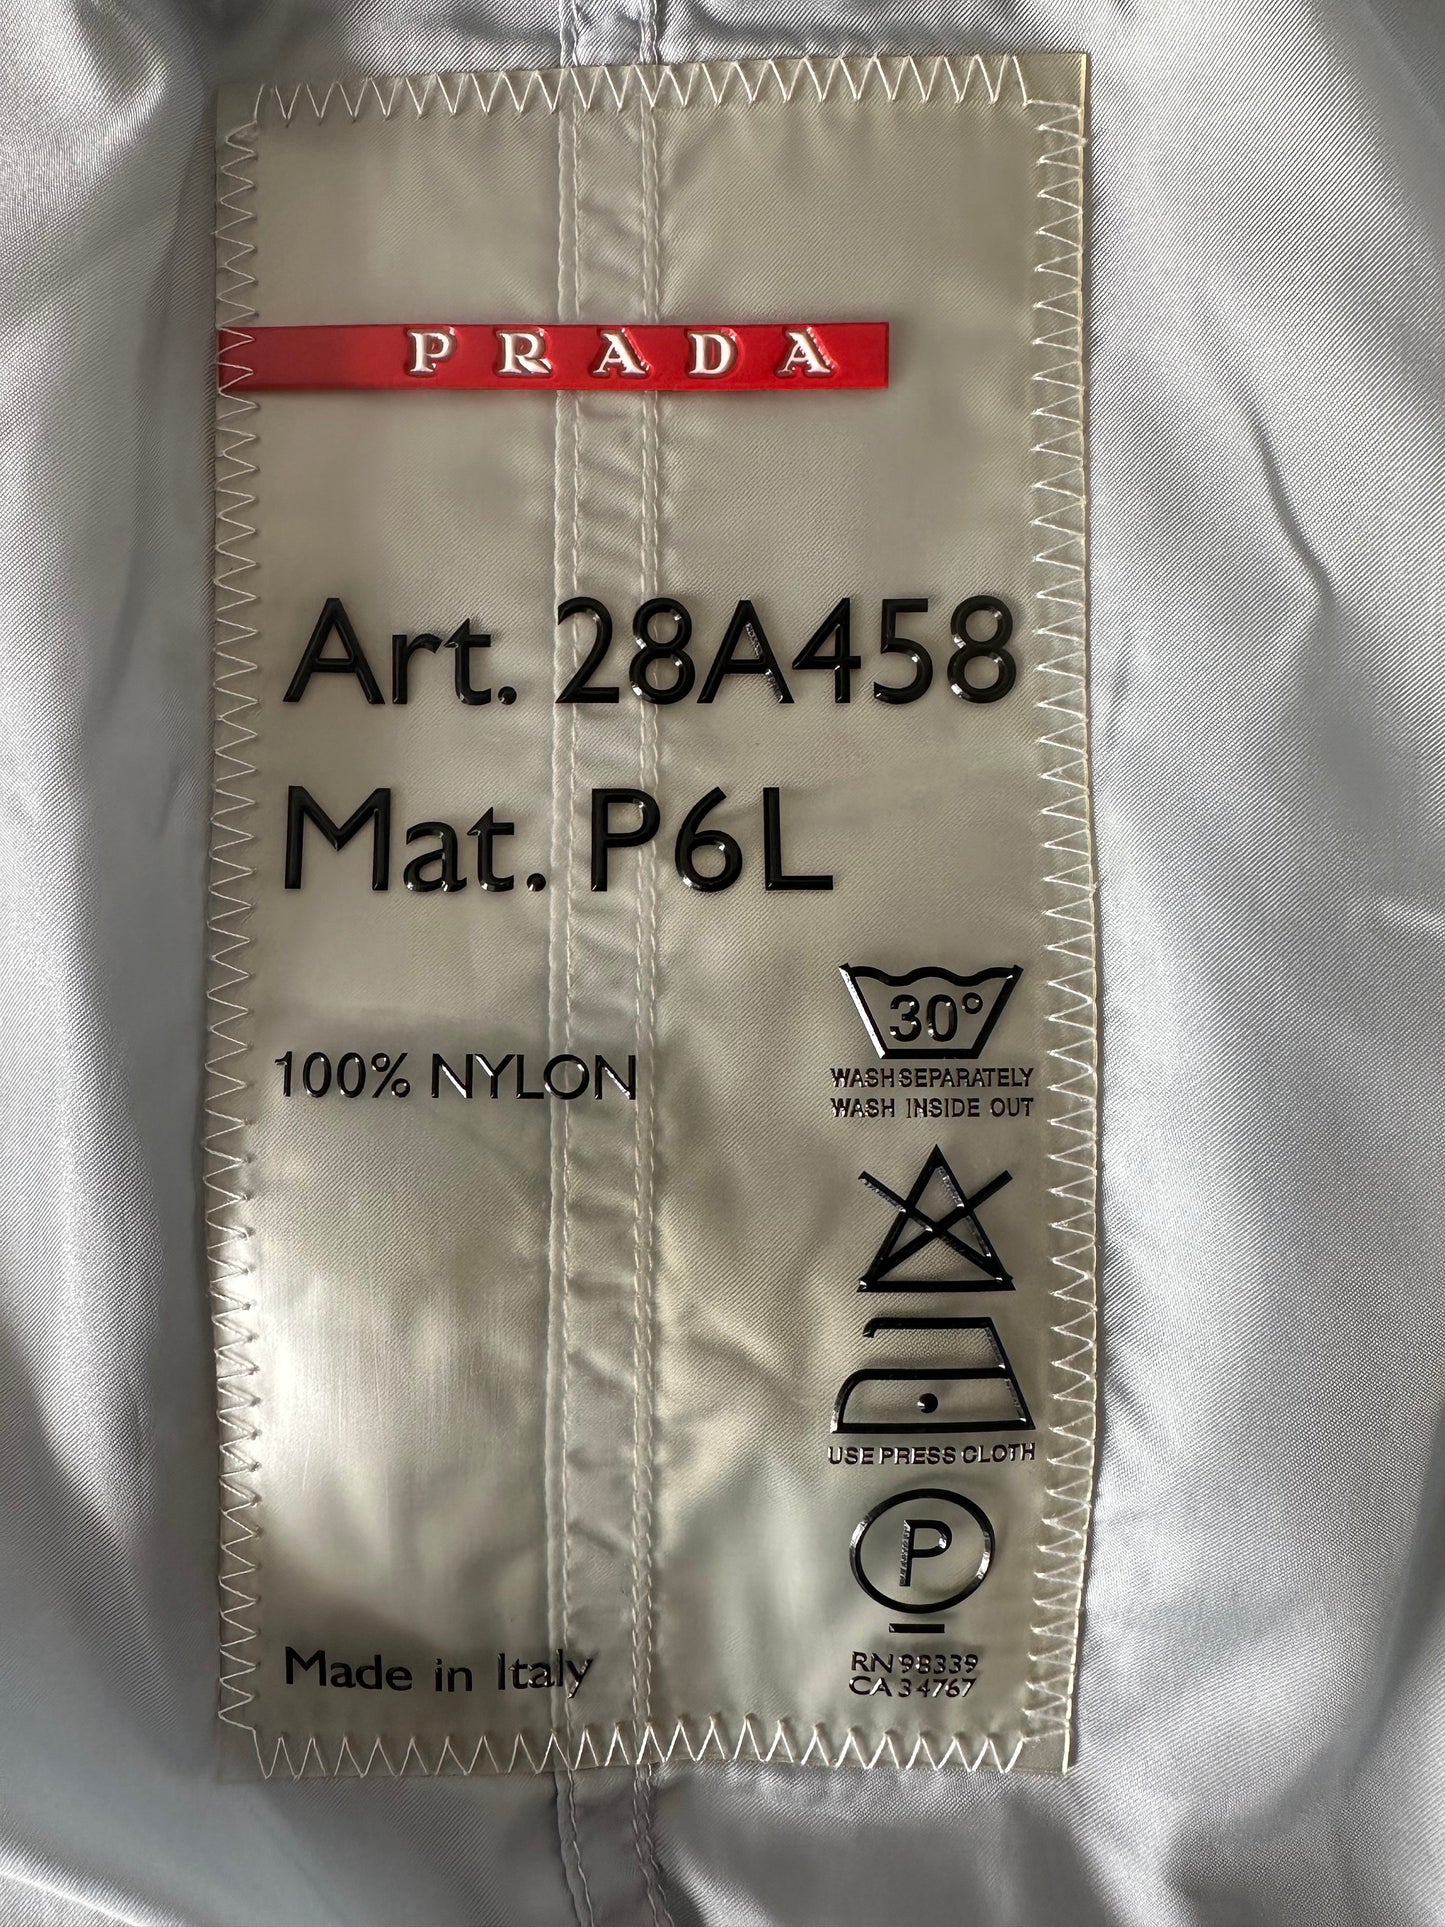 PRADA
Art. 28A458
Mat. P6L
30°
WASH SEPARATELY
WASH INSIDE OUT
100% NYLON
USE PRESS CLOTH
P
Made in Italy
RN 98339
CA 34767